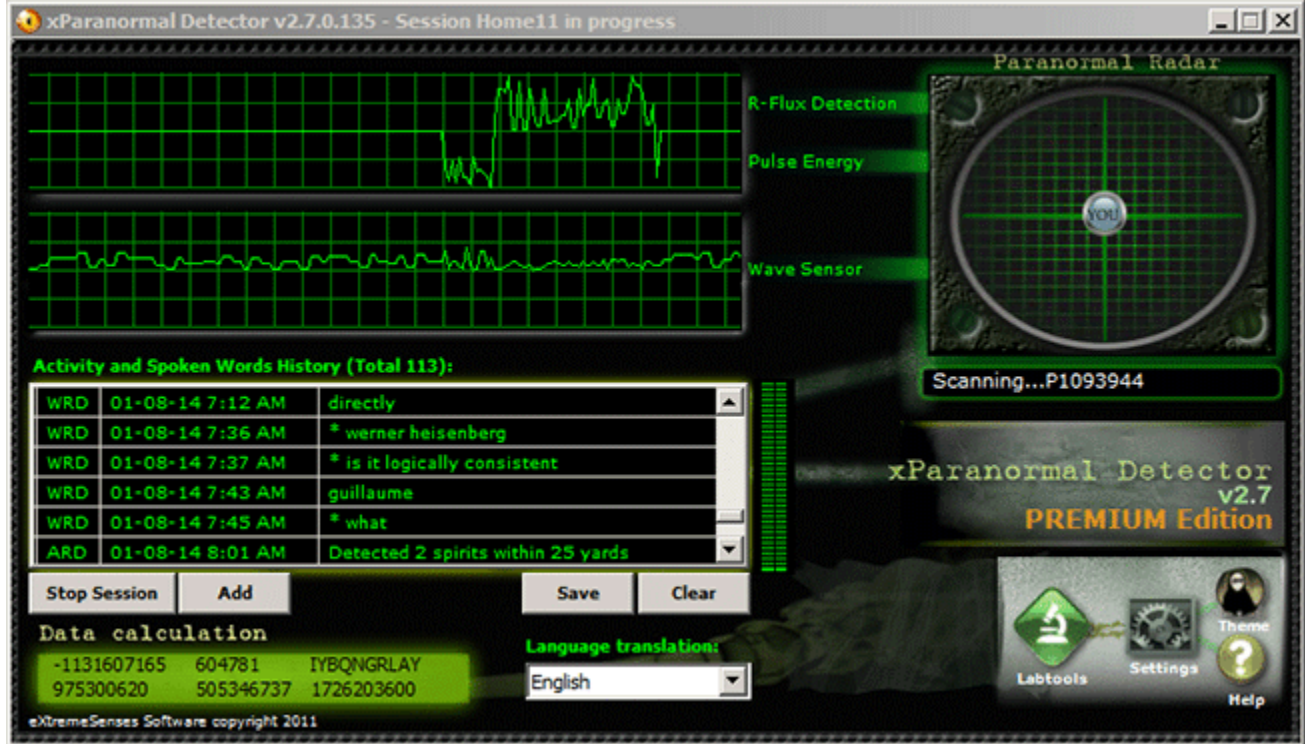 xParanormal Detector v2.7.0.135 - Session Home11 in progress
Paranormal Radar
R-Flux Detection
Pulse Energy
YOU
Wave Sensor
Scanning...P1093944
Activity and Spoken Words History (Total 113):
WRD 01-08-14 7:12 AM directly
WRD 01-08-14 7:36 AM * werner heisenberg
WRD 01-08-14 7:37 AM * is it logically consistent
WRD 01-08-14 7:43 AM guillaume
WRD 01-08-14 7:45 AM * what
ARD 01-08-14 8:01 AM Detected 2 spirits within 25 yards
xParanormal Detector
v2.7
PREMIUM Edition
Stop Session Add Save Clear
Data calculation
-1131607165 604781 IYBQNGRLAY
975300620 505346737 1726203600
Language translation:
English
Labtools
Settings
Theme
Help
eXtremeSenses Software copyright 2011